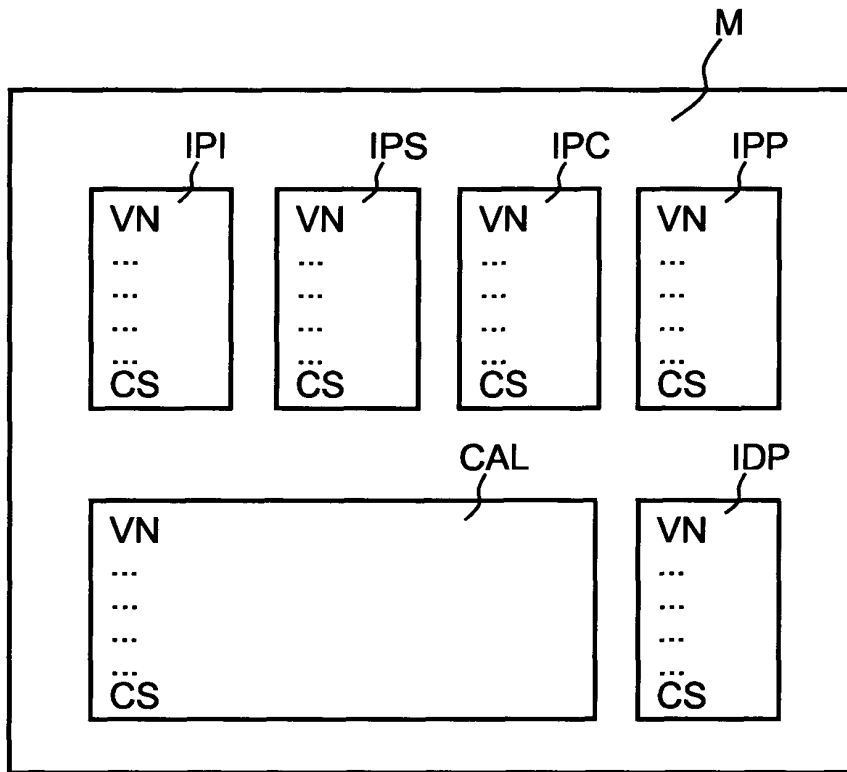 M
IPI IPS IPC IPP
VN VN VN VN
... ... ... ...
... ... ... ...
... ... ... ...
... ... ... ...
CS CS CS CS
CAL IDP
VN VN
... ...
... ...
... ...
... ...
CS CS